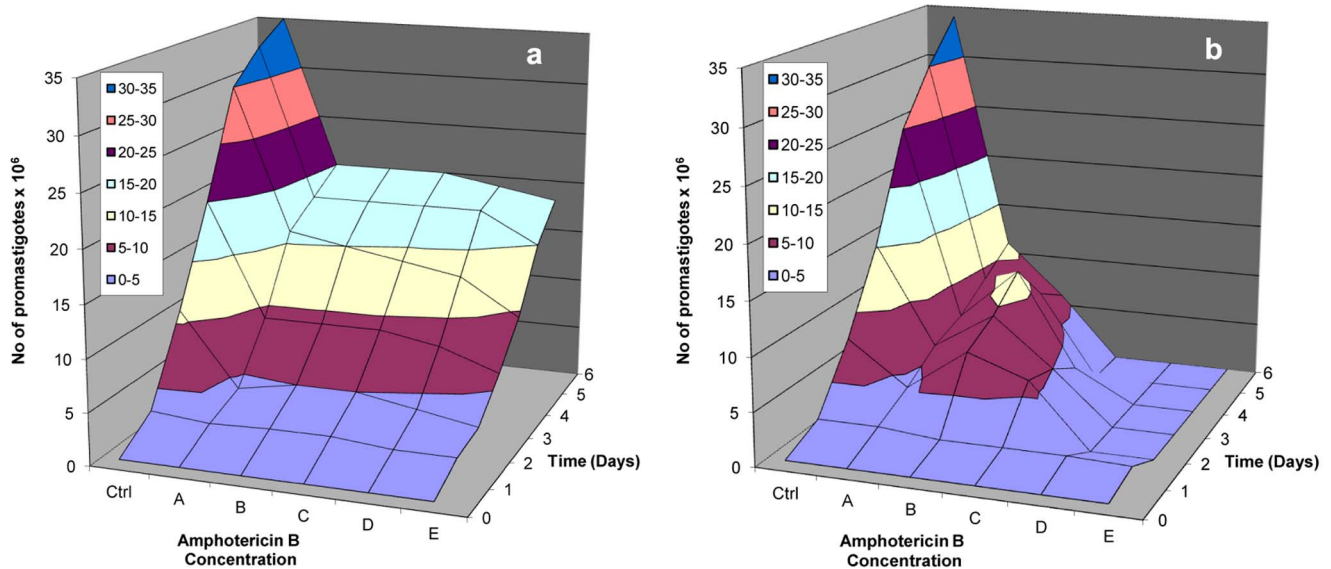 a
35
30
25
20
15
10
5
0
No of promastigotes x 10⁶
30-35
25-30
20-25
15-20
10-15
5-10
0-5
Ctrl
A
B
C
D
E
Amphotericin B
Concentration
0
1
2
3
4
5
6
Time (Days)
b
35
30
25
20
15
10
5
0
No of promastigotes x 10⁶
30-35
25-30
20-25
15-20
10-15
5-10
0-5
Ctrl
A
B
C
D
E
Amphotericin B
Concentration
0
1
2
3
4
5
6
Time (Days)